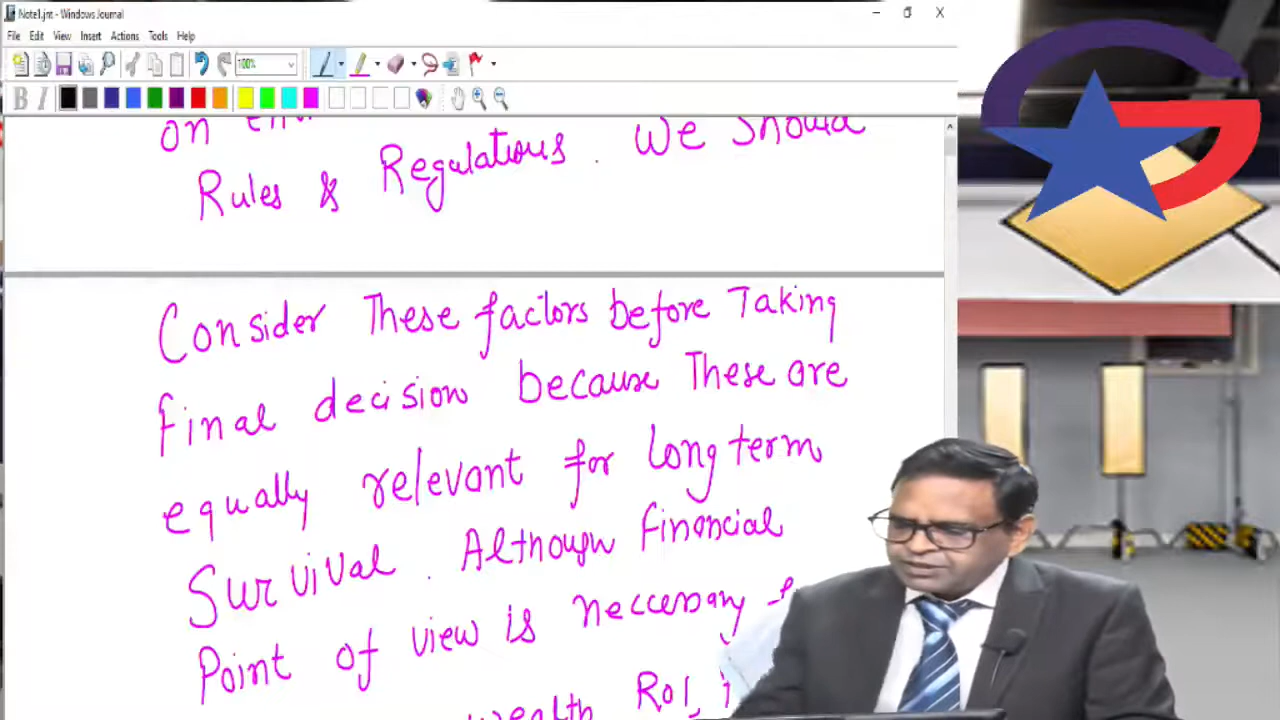 Note1.jnt - Windows Journal
File Edit View Insert Actions Tools Help
100%
B I
on
Rules & Regulations. We Should
Consider These factors before Taking
final decision because These are
equally relevant for long term
Survival. Although financial
Point of view is neccessary
wealth RoI,